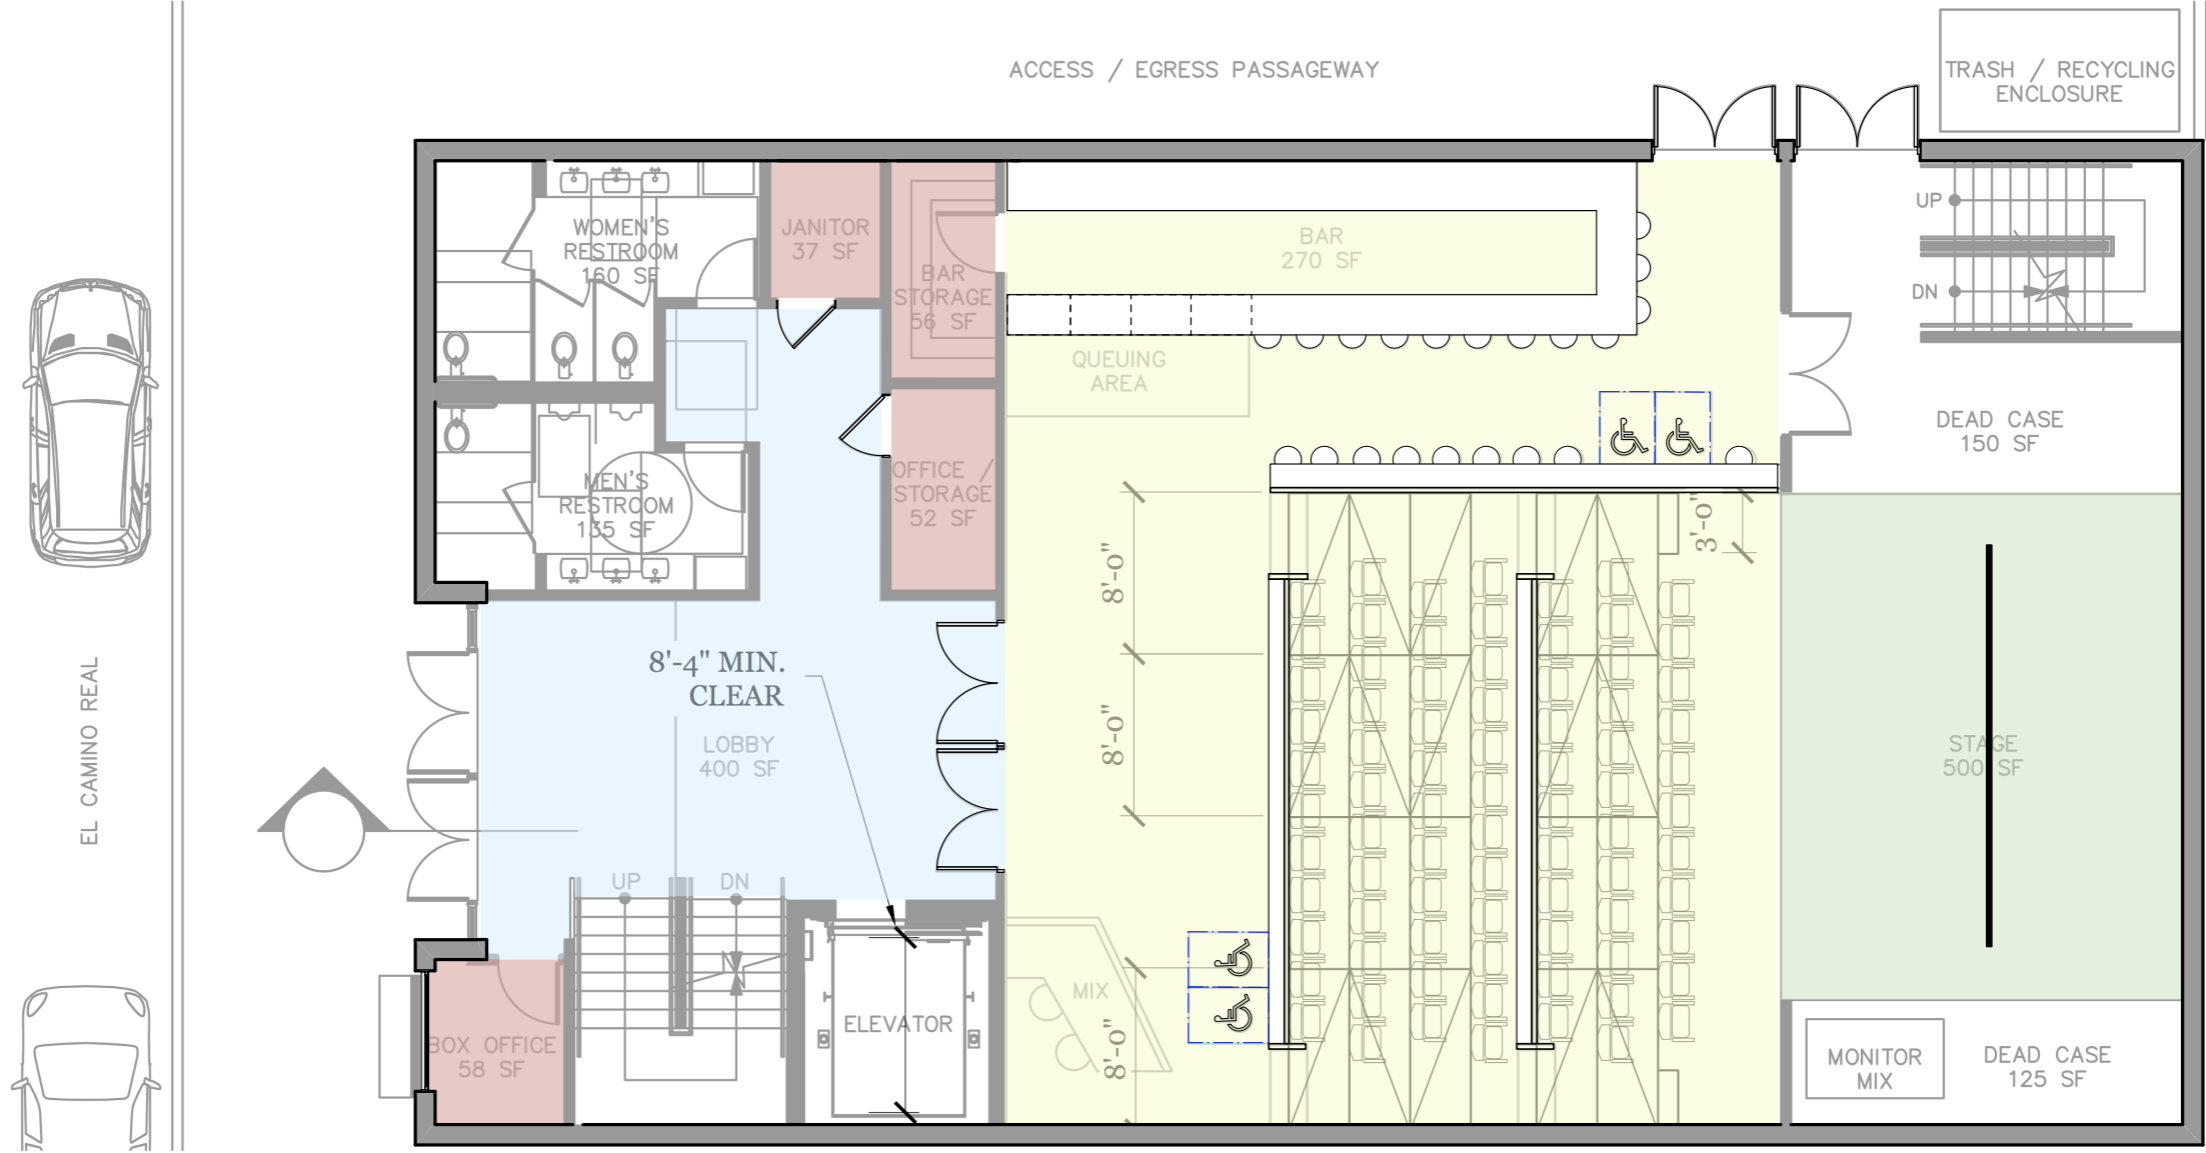 ACCESS / EGRESS PASSAGEWAY
TRASH / RECYCLING
ENCLOSURE
WOMEN'S
RESTROOM
160 SF
JANITOR
37 SF
BAR
STORAGE
56 SF
BAR
270 SF
UP
DN
QUEUING
AREA
DEAD CASE
150 SF
MEN'S
RESTROOM
135 SF
OFFICE /
STORAGE
52 SF
3'-0"
8'-0"
8'-0"
8'-0"
8'-4" MIN.
CLEAR
LOBBY
400 SF
STAGE
500 SF
EL CAMINO REAL
UP
DN
MIX
ELEVATOR
BOX OFFICE
58 SF
MONITOR
MIX
DEAD CASE
125 SF